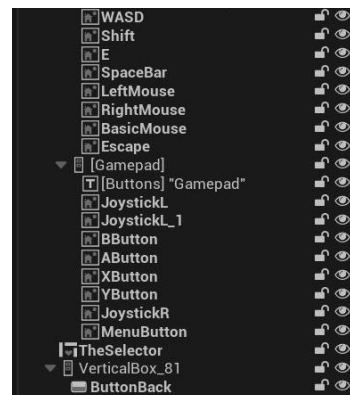 WASD
Shift
E
SpaceBar
LeftMouse
RightMouse
BasicMouse
Escape
[Gamepad]
T [Buttons] "Gamepad"
JoystickL
JoystickL_1
BButton
AButton
XButton
YButton
JoystickR
MenuButton
TheSelector
VerticalBox_81
ButtonBack